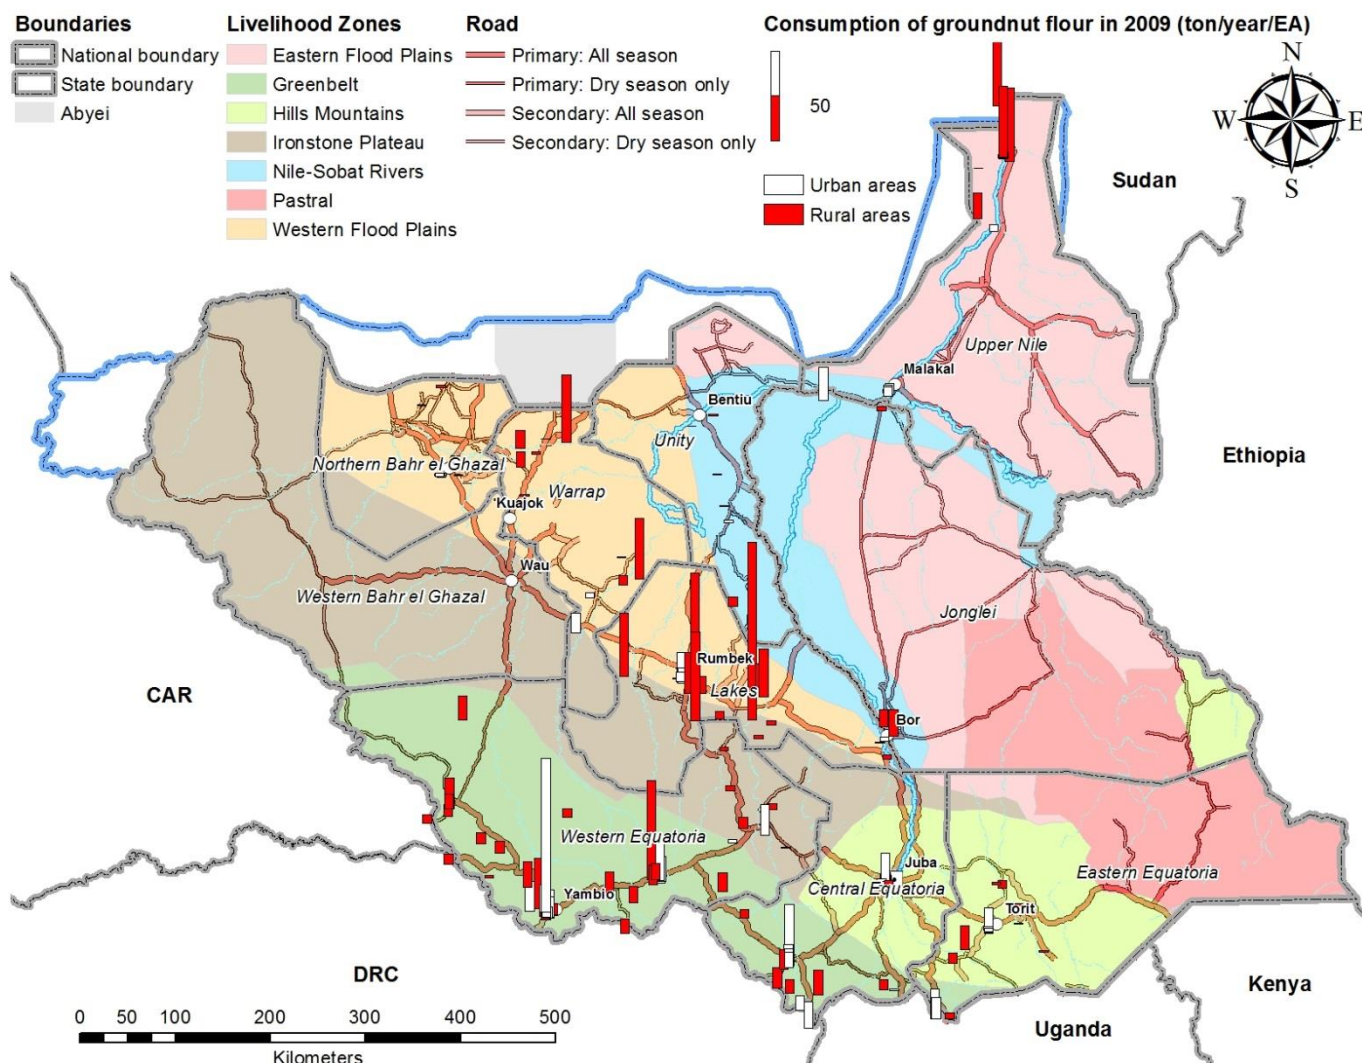 Boundaries
National boundary
State boundary
Abyei
Livelihood Zones
Eastern Flood Plains
Greenbelt
Hills Mountains
Ironstone Plateau
Nile-Sobat Rivers
Pastral
Western Flood Plains
Road
Primary: All season
Primary: Dry season only
Secondary: All season
Secondary: Dry season only
Consumption of groundnut flour in 2009 (ton/year/EA)
50
Urban areas
Rural areas
N
W
E
S
Sudan
Upper Nile
Malakal
Bentiu
Unity
Ethiopia
Northern Bahr el Ghazal
Warrap
Kuajok
Wau
Western Bahr el Ghazal
Jonglei
Rumbek
Lakes
CAR
Bor
Western Equatoria
Juba
Central Equatoria
Eastern Equatoria
Yambio
Torit
DRC
Kenya
Uganda
0 50 100 200 300 400 500
Kilometers